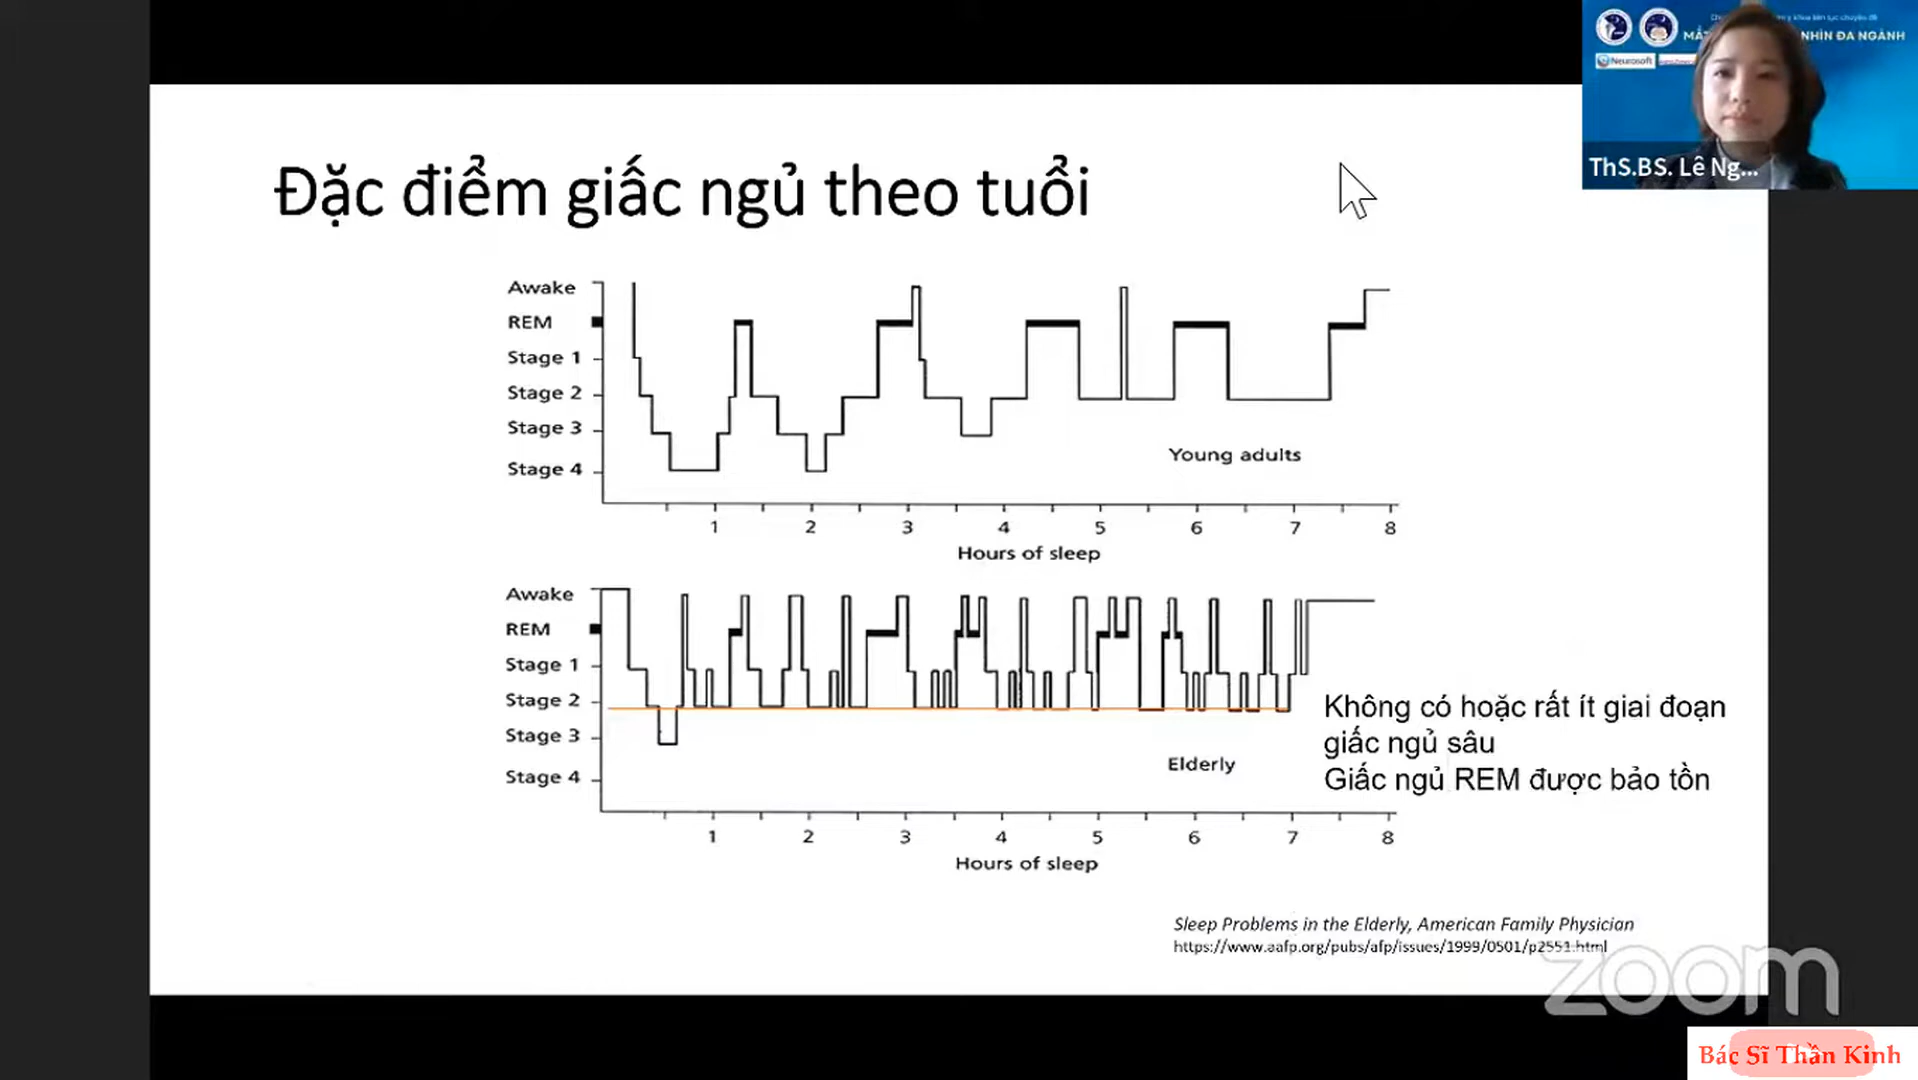 NHÌN ĐA NGÀNH
Neurosoft
ThS.BS. Lê Ng...
Đặc điểm giấc ngủ theo tuổi
Awake
REM
Stage 1
Stage 2
Stage 3
Stage 4
Young adults
1 2 3 4 5 6 7 8
Hours of sleep
Awake
REM
Stage 1
Stage 2
Stage 3
Stage 4
Elderly
1 2 3 4 5 6 7 8
Hours of sleep
Không có hoặc rất ít giai đoạn
giấc ngủ sâu
Giấc ngủ REM được bảo tồn
Sleep Problems in the Elderly, American Family Physician
https://www.aafp.org/pubs/afp/issues/1999/0501/p2551.html
zoom
Bác Sĩ Thần Kinh